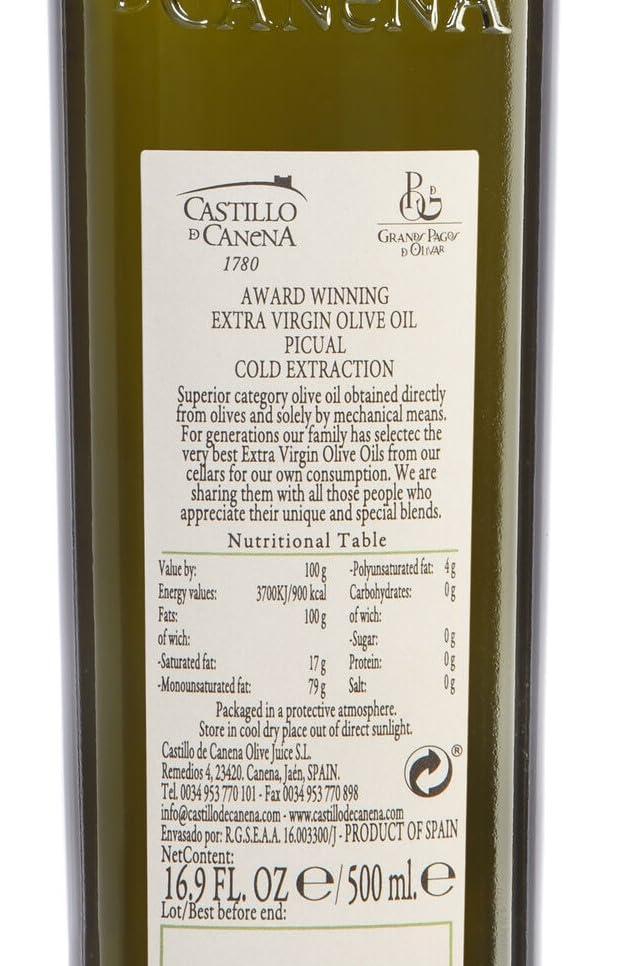 D CANENA
CASTILLO
D CANENA
1780
GRANDES PAGOS
D OLIVAR
AWARD WINNING
EXTRA VIRGIN OLIVE OIL
PICUAL
COLD EXTRACTION
Superior category olive oil obtained directly
from olives and solely by mechanical means.
For generations our family has selectec the
very best Extra Virgin Olive Oils from our
cellars for our own consumption. We are
sharing them with all those people who
appreciate their unique and special blends.
Nutritional Table
Value by: 100 g -Polyunsaturated fat: 4 g
Energy values: 3700KJ/900 kcal Carbohydrates: 0 g
Fats: 100 g of wich:
of wich: -Sugar: 0 g
-Saturated fat: 17 g Protein: 0 g
-Monounsaturated fat: 79 g Salt: 0 g
Packaged in a protective atmosphere.
Store in cool dry place out of direct sunlight.
Castillo de Canena Olive Juice S.L.
Remedios 4, 23420. Canena, Jaén, SPAIN.
Tel. 0034 953 770 101 - Fax 0034 953 770 898
info@castillodecanena.com - www.castillodecanena.com
Envasado por: R.G.S.E.A.A. 16.003300/J - PRODUCT OF SPAIN
NetContent:
16.9 FL. OZ ℮/500 ml.℮
Lot/Best before end: